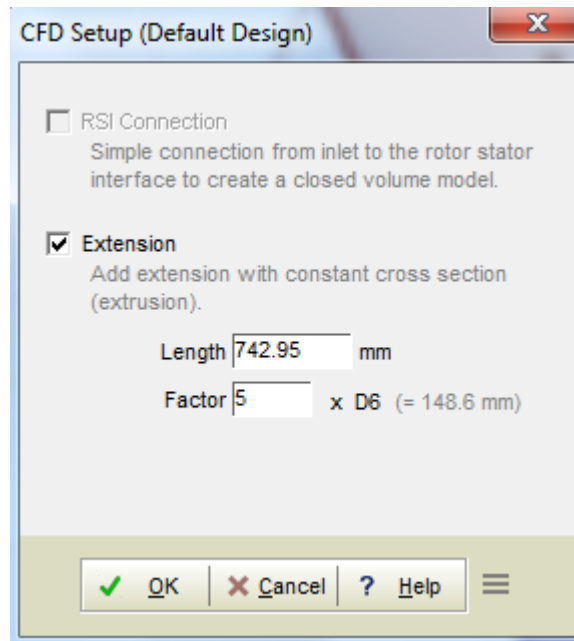 CFD Setup (Default Design)
RSI Connection
Simple connection from inlet to the rotor stator
interface to create a closed volume model.
Extension
Add extension with constant cross section
(extrusion).
Length 742.95 mm
Factor 5 x D6 (= 148.6 mm)
OK Cancel ? Help